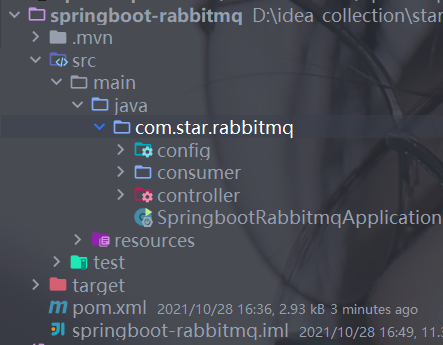 springboot-rabbitmq D:\idea collection\star
.mvn
src
main
java
com.star.rabbitmq
config
consumer
controller
SpringbootRabbitmqApplication
resources
test
target
pom.xml 2021/10/28 16:36, 2.93 kB 3 minutes ago
springboot-rabbitmq.iml 2021/10/28 16:49, 11.3